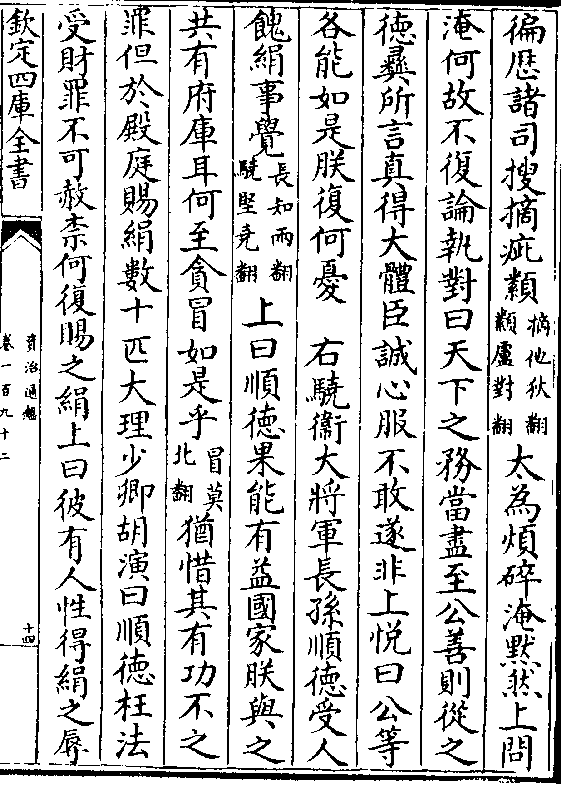 徧歴諸司搜擿疵纇擿他狄翻纇盧對翻太為煩碎淹黙然上問
淹何故不復論執對曰天下之務當盡至公善則從之
徳彝所言真得大體臣誠心服不敢遂非上悦曰公等
各能如是朕復何憂　右驍衞大將軍長孫順德受人
餽絹事覺長知兩翻驍堅尭翻上曰順徳果能有益國家朕與之
共有府庫耳何至貪冒如是乎冒莫北翻猶惜其有功不之
罪但於殿庭賜絹數十匹大理少卿胡演曰順徳枉法
受財罪不可赦柰何復賜之絹上曰彼有人性得絹之辱
欽定四庫全書
資治通鑑
卷一百九十二
十四